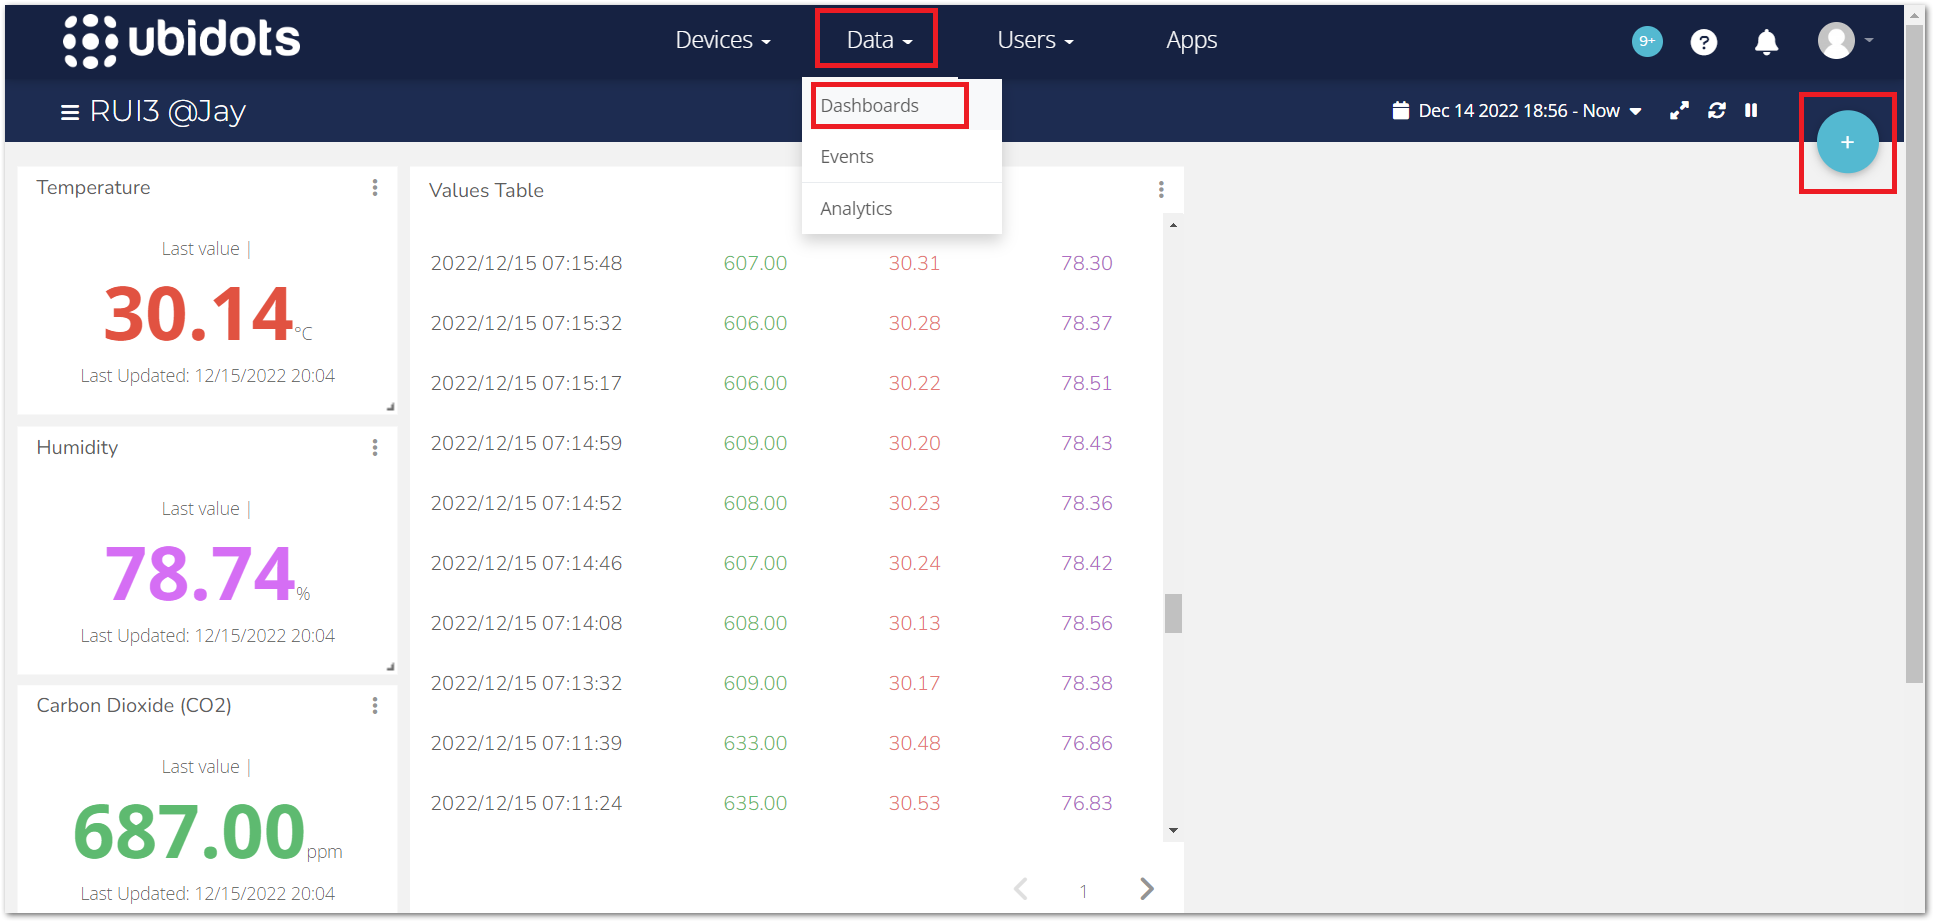 ubidots
Devices
Data
Users
Apps
9+
?
RUI3 @Jay
Dashboards
Events
Analytics
Dec 14 2022 18:56 - Now
+
Temperature
Last value |
30.14 °C
Last Updated: 12/15/2022 20:04
Humidity
Last value |
78.74 %
Last Updated: 12/15/2022 20:04
Carbon Dioxide (CO2)
Last value |
687.00 ppm
Last Updated: 12/15/2022 20:04
Values Table
2022/12/15 07:15:48 607.00 30.31 78.30
2022/12/15 07:15:32 606.00 30.28 78.37
2022/12/15 07:15:17 606.00 30.22 78.51
2022/12/15 07:14:59 609.00 30.20 78.43
2022/12/15 07:14:52 608.00 30.23 78.36
2022/12/15 07:14:46 607.00 30.24 78.42
2022/12/15 07:14:08 608.00 30.13 78.56
2022/12/15 07:13:32 609.00 30.17 78.38
2022/12/15 07:11:39 633.00 30.48 76.86
2022/12/15 07:11:24 635.00 30.53 76.83
1